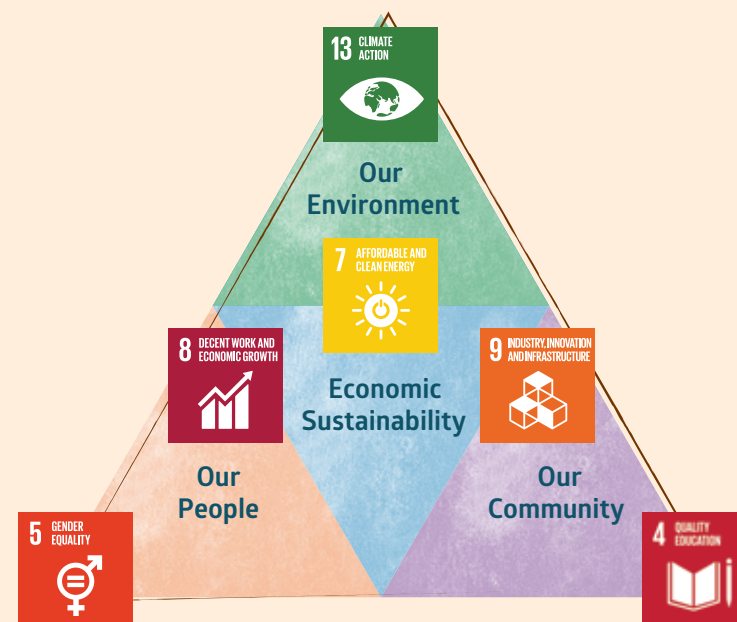 13 CLIMATE
ACTION
Our
Environment
7 AFFORDABLE AND
CLEAN ENERGY
8 DECENT WORK AND
ECONOMIC GROWTH
9 INDUSTRY, INNOVATION
AND INFRASTRUCTURE
Economic
Sustainability
Our
People
Our
Community
5 GENDER
EQUALITY
4 QUALITY
EDUCATION